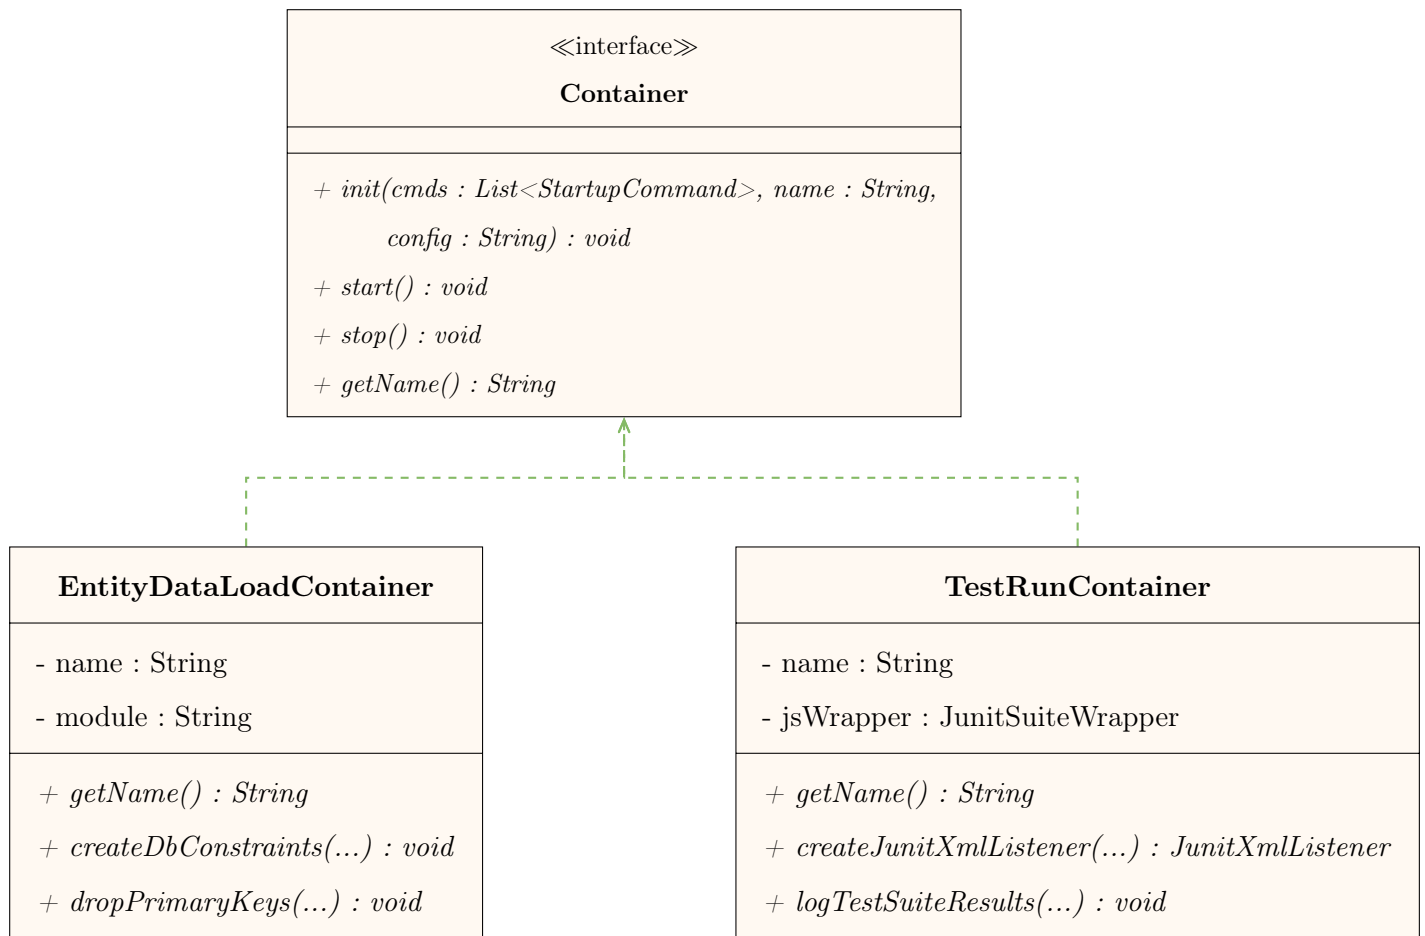 ≪interface≫
Container
+ init(cmds : List<StartupCommand>, name : String,
config : String) : void
+ start() : void
+ stop() : void
+ getName() : String
EntityDataLoadContainer
- name : String
- module : String
+ getName() : String
+ createDbConstraints(...) : void
+ dropPrimaryKeys(...) : void
TestRunContainer
- name : String
- jsWrapper : JunitSuiteWrapper
+ getName() : String
+ createJunitXmlListener(...) : JunitXmlListener
+ logTestSuiteResults(...) : void